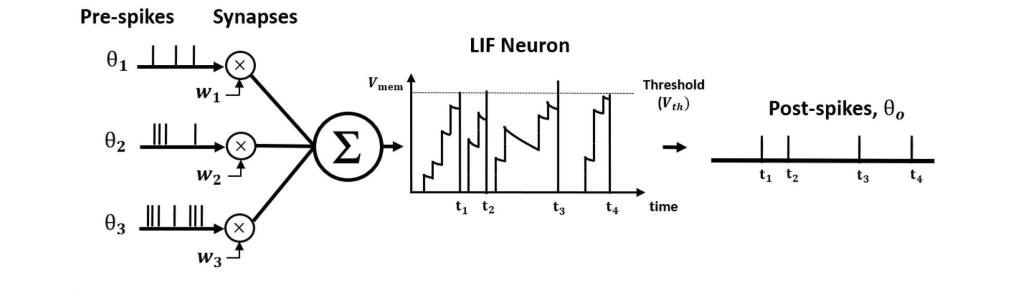 Pre-spikes Synapses
θ₁
×
w₁
θ₂
×
w₂
θ₃
×
w₃
Σ
LIF Neuron
Vmem
Threshold
(Vth)
t₁ t₂ t₃ t₄ time
Post-spikes, θₒ
t₁ t₂ t₃ t₄